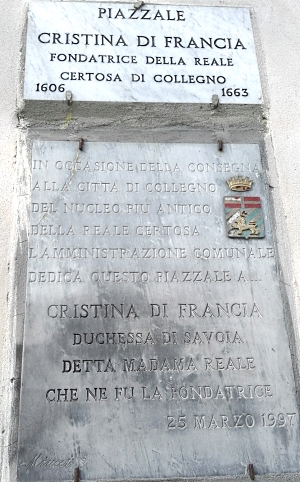 PIAZZALE
CRISTINA DI FRANCIA
FONDATRICE DELLA REALE
CERTOSA DI COLLEGNO
1606 1663
IN OCCASIONE DELLA CONSEGNA
ALLA CITTÀ DI COLLEGNO
DEL NUCLEO PIÙ ANTICO
DELLA REALE CERTOSA
L'AMMINISTRAZIONE COMUNALE
DEDICA QUESTO PIAZZALE A...
CRISTINA DI FRANCIA
DUCHESSA DI SAVOIA
DETTA MADAMA REALE
CHE NE FU LA FONDATRICE
25 MARZO 1997